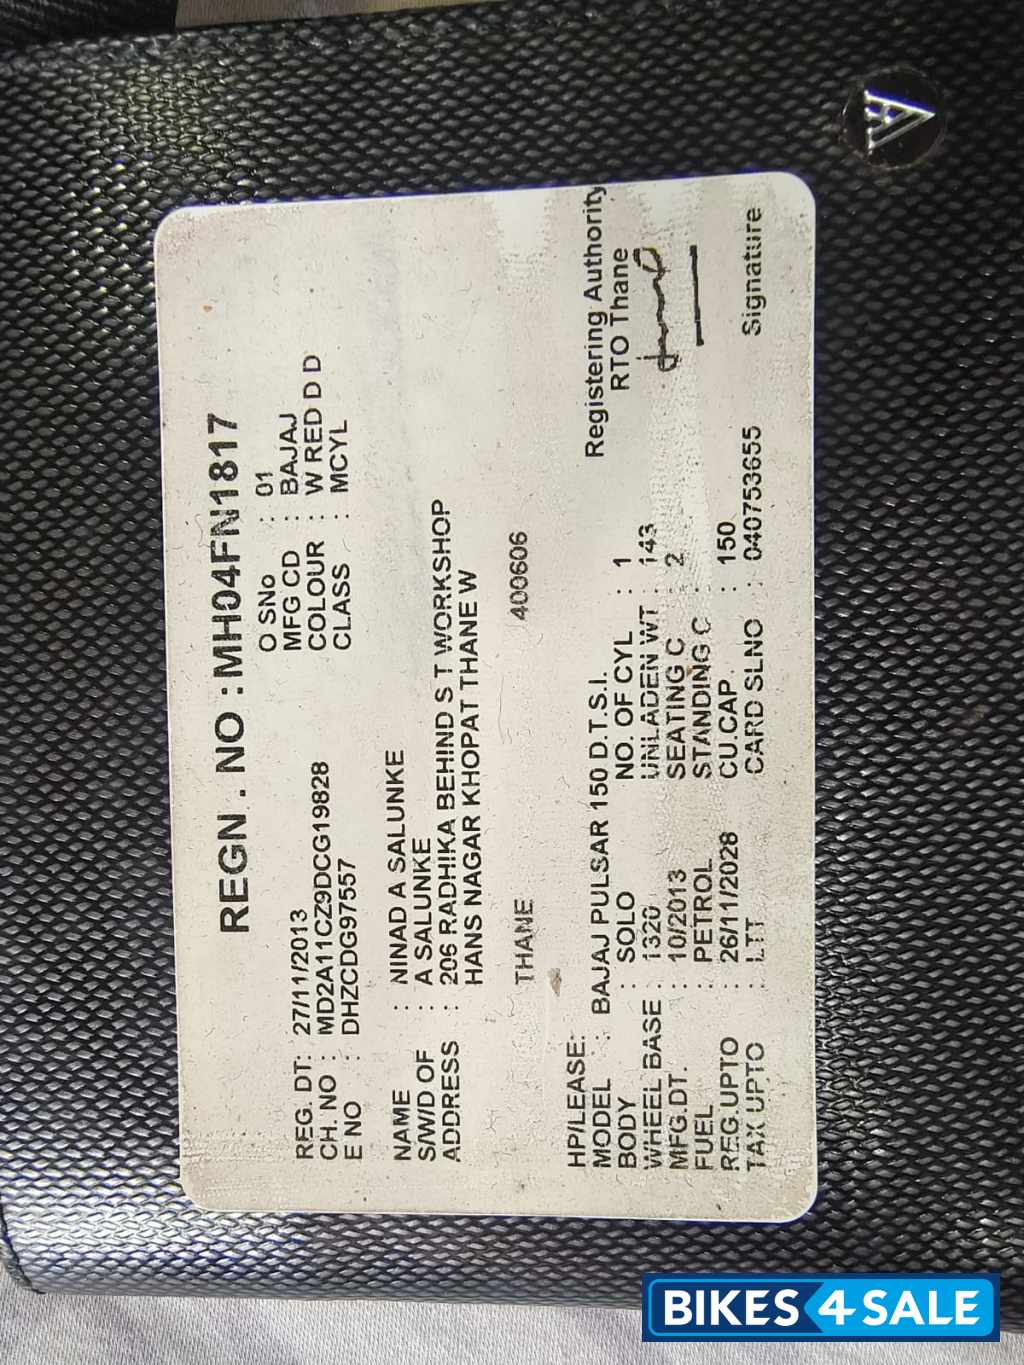 REGN . NO : MH04FN1817
REG. DT: 27/11/2013 O SNo : 01
CH. NO : MD2A11CZ9DCG19828 MFG CD : BAJAJ
E NO : DHZCDG97557 COLOUR : W RED D D
CLASS : MCYL
NAME : NINAD A SALUNKE
S/W/D OF : A SALUNKE
ADDRESS : 206 RADHIKA BEHIND S T WORKSHOP
HANS NAGAR KHOPAT THANE W
THANE 400606
HP/LEASE:
MODEL : BAJAJ PULSAR 150 D.T.S.I.
BODY : SOLO NO. OF CYL : 1
WHEEL BASE : 1320 UNLADEN WT : 143
MFG.DT. : 10/2013 SEATING C : 2
FUEL : PETROL STANDING C :
REG.UPTO : 26/11/2028 CU.CAP : 150
TAX UPTO : LTT CARD SLNO : 040753655
Registering Authority
RTO Thane
Signature
BIKES4SALE